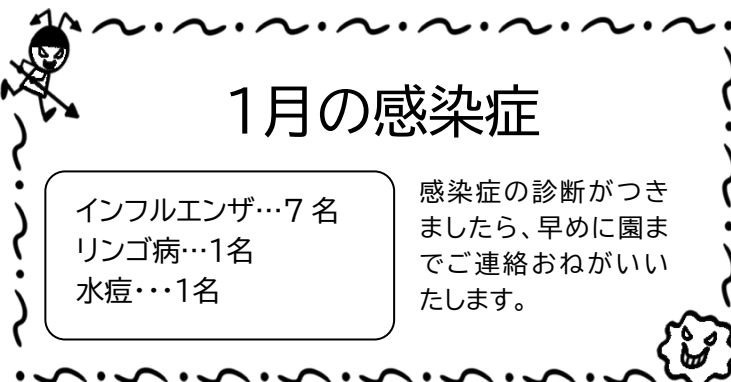 1月の感染症
インフルエンザ…7 名
リンゴ病…1名
水痘・・・1名
感染症の診断がつき
ましたら、早めに園ま
でご連絡おねがいい
たします。